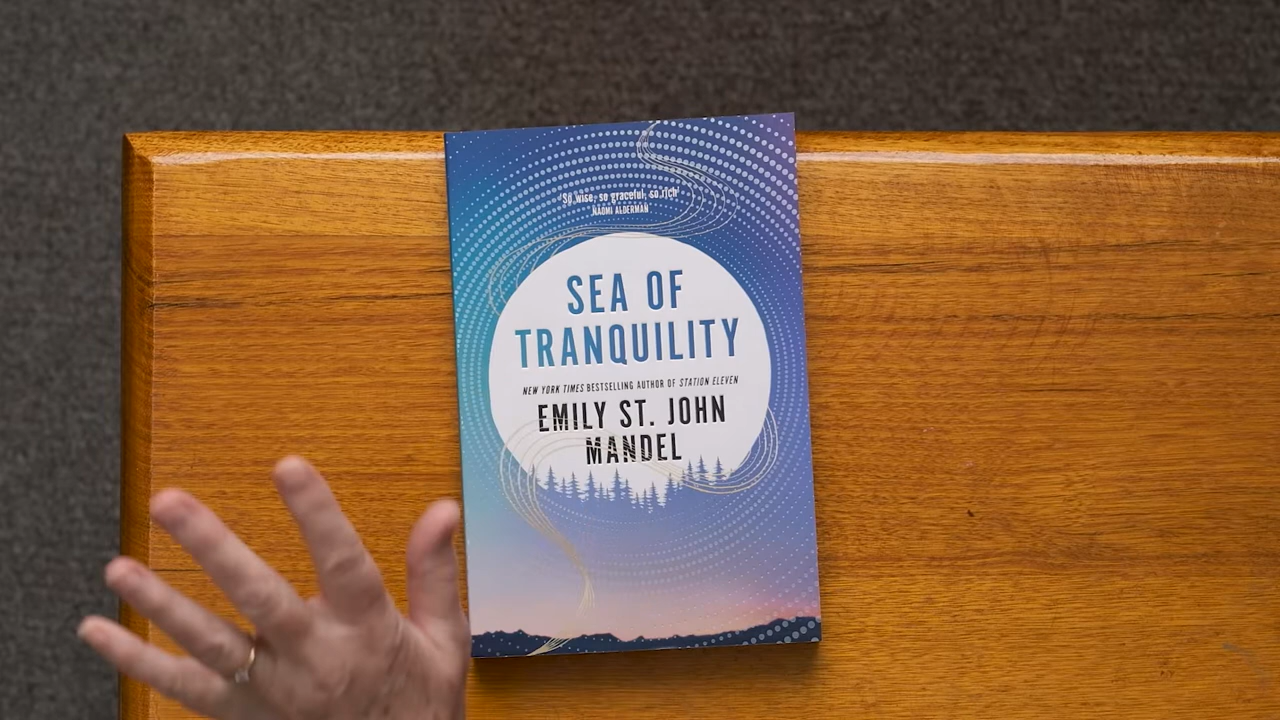 'So wise, so graceful, so rich'
NAOMI ALDERMAN
SEA OF
TRANQUILITY
NEW YORK TIMES BESTSELLING AUTHOR OF STATION ELEVEN
EMILY ST. JOHN
MANDEL